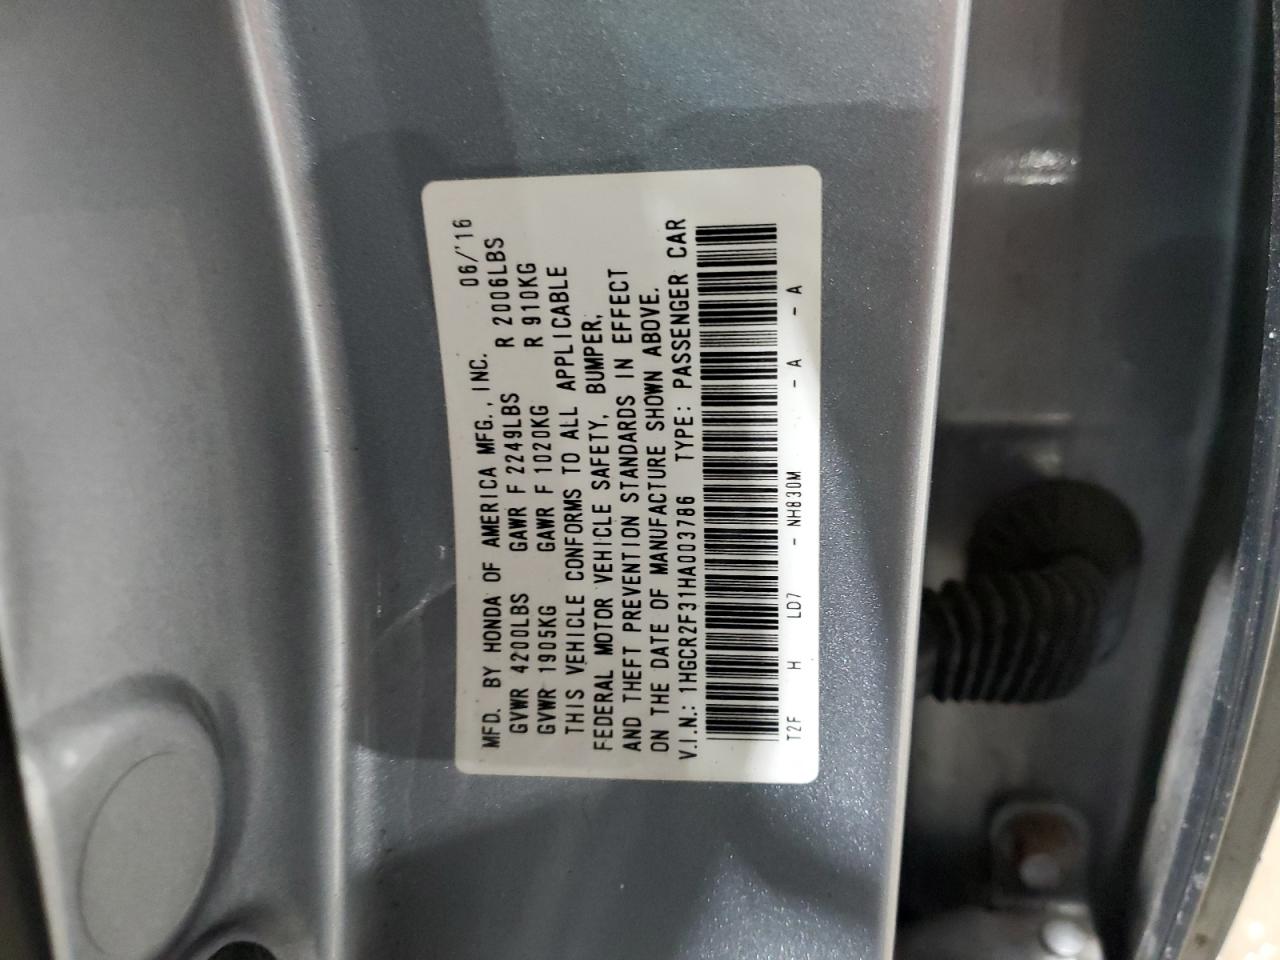 MFD. BY HONDA OF AMERICA MFG., INC. 06/'16
GVWR 4200LBS GAWR F 2249LBS R 2006LBS
GVWR 1905KG GAWR F 1020KG R 910KG
THIS VEHICLE CONFORMS TO ALL APPLICABLE
FEDERAL MOTOR VEHICLE SAFETY, BUMPER,
AND THEFT PREVENTION STANDARDS IN EFFECT
ON THE DATE OF MANUFACTURE SHOWN ABOVE.
V.I.N.: 1HGCR2F31HA003786 TYPE: PASSENGER CAR
T2F H LD7 - NH830M - A - A